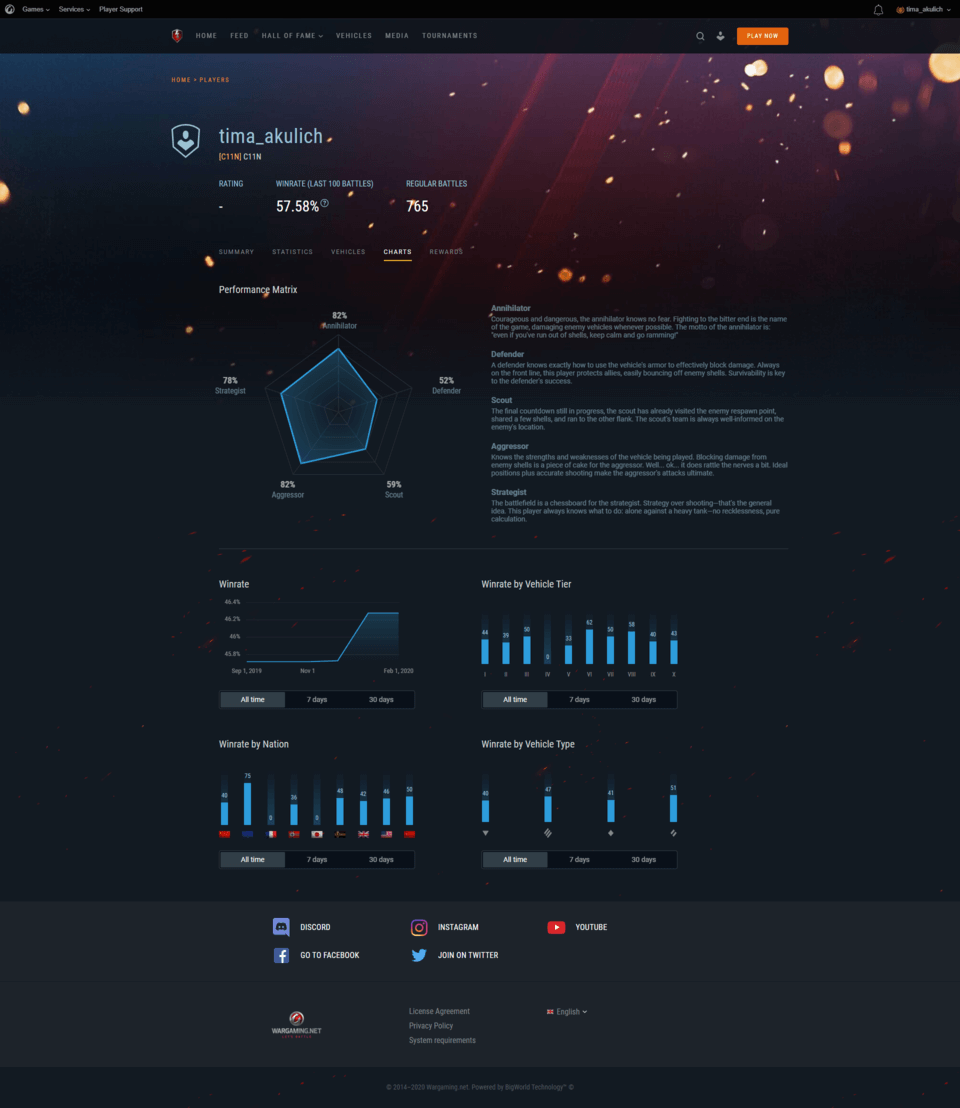 Games Services Player Support tima_akulich
HOME FEED HALL OF FAME VEHICLES MEDIA TOURNAMENTS PLAY NOW
HOME > PLAYERS
tima_akulich
[C11N] C11N
RATING WINRATE (LAST 100 BATTLES) REGULAR BATTLES
- 57.58% ? 765
SUMMARY STATISTICS VEHICLES CHARTS REWARDS
Performance Matrix
82%
Annihilator
78%
Strategist
52%
Defender
82%
Aggressor
59%
Scout
Annihilator
Courageous and dangerous, the annihilator knows no fear. Fighting to the bitter end is the name
of the game, damaging enemy vehicles whenever possible. The motto of the annihilator is:
"even if you've run out of shells, keep calm and go ramming!"
Defender
A defender knows exactly how to use the vehicle's armor to effectively block damage. Always
on the front line, this player protects allies, easily bouncing off enemy shells. Survivability is key
to the defender's success.
Scout
The final countdown still in progress, the scout has already visited the enemy respawn point,
shared a few shells, and ran to the other flank. The scout's team is always well-informed on the
enemy's location.
Aggressor
Knows the strengths and weaknesses of the vehicle being played. Blocking damage from
enemy shells is a piece of cake for the aggressor. Well... ok... it does rattle the nerves a bit. Ideal
positions plus accurate shooting make the aggressor's attacks ultimate.
Strategist
The battlefield is a chessboard for the strategist. Strategy over shooting—that's the general
idea. This player always knows what to do: alone against a heavy tank—no recklessness, pure
calculation.
Winrate
46.4%
46.2%
46%
45.8%
Sep 1, 2019 Nov 1 Feb 1, 2020
All time 7 days 30 days
Winrate by Vehicle Tier
44 39 50 0 33 62 50 58 40 43
I II III IV V VI VII VIII IX X
All time 7 days 30 days
Winrate by Nation
40 75 0 36 0 48 42 46 50
All time 7 days 30 days
Winrate by Vehicle Type
40 47 41 51
All time 7 days 30 days
DISCORD INSTAGRAM YOUTUBE
GO TO FACEBOOK JOIN ON TWITTER
WARGAMING.NET
LET'S BATTLE
License Agreement
Privacy Policy
System requirements
English
© 2014–2020 Wargaming.net. Powered by BigWorld Technology™ ©